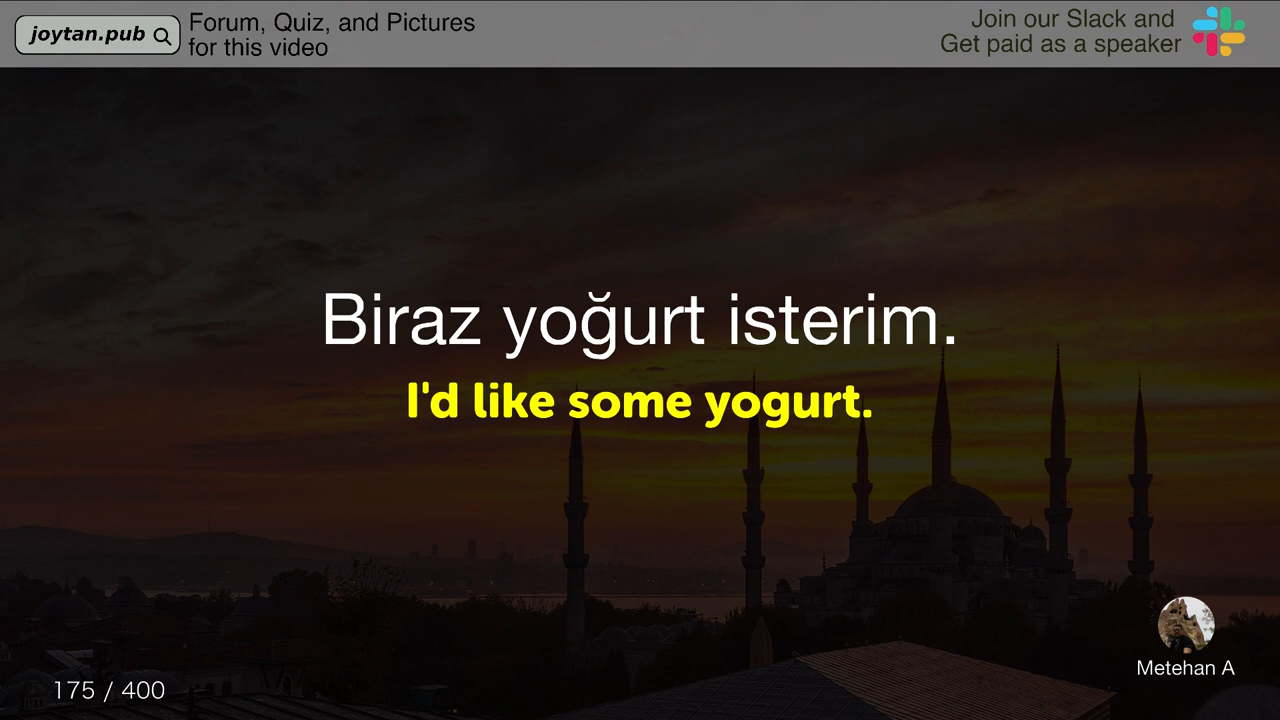 joytan.pub
Forum, Quiz, and Pictures
for this video
Join our Slack and
Get paid as a speaker
Biraz yoğurt isterim.
I'd like some yogurt.
Metehan A
175 / 400